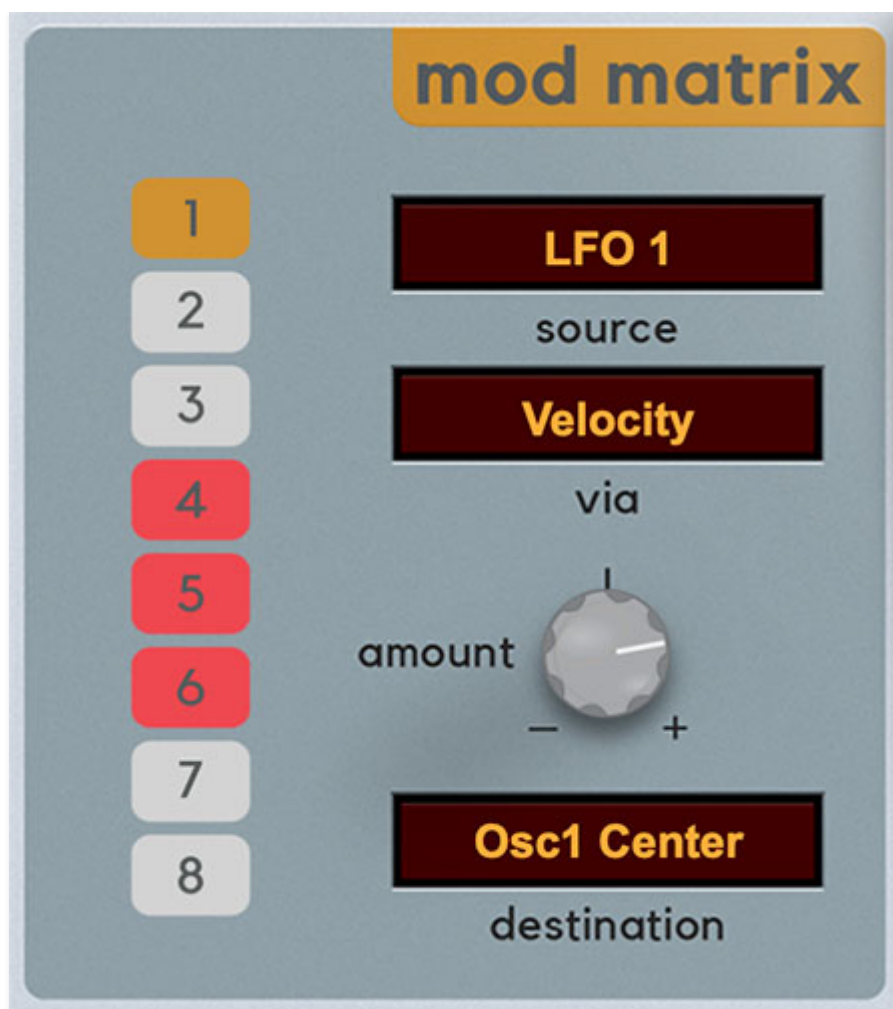 mod matrix
1
2
3
4
5
6
7
8
LFO 1
source
Velocity
via
amount
– +
Osc1 Center
destination